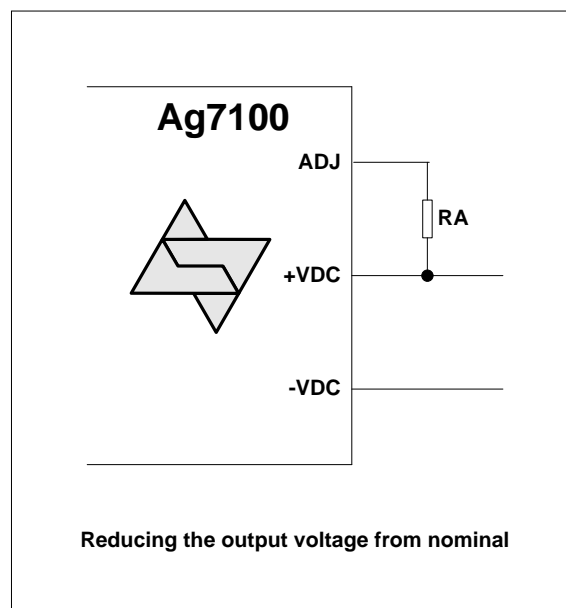 Ag7100
ADJ
RA
+VDC
-VDC
Reducing the output voltage from nominal